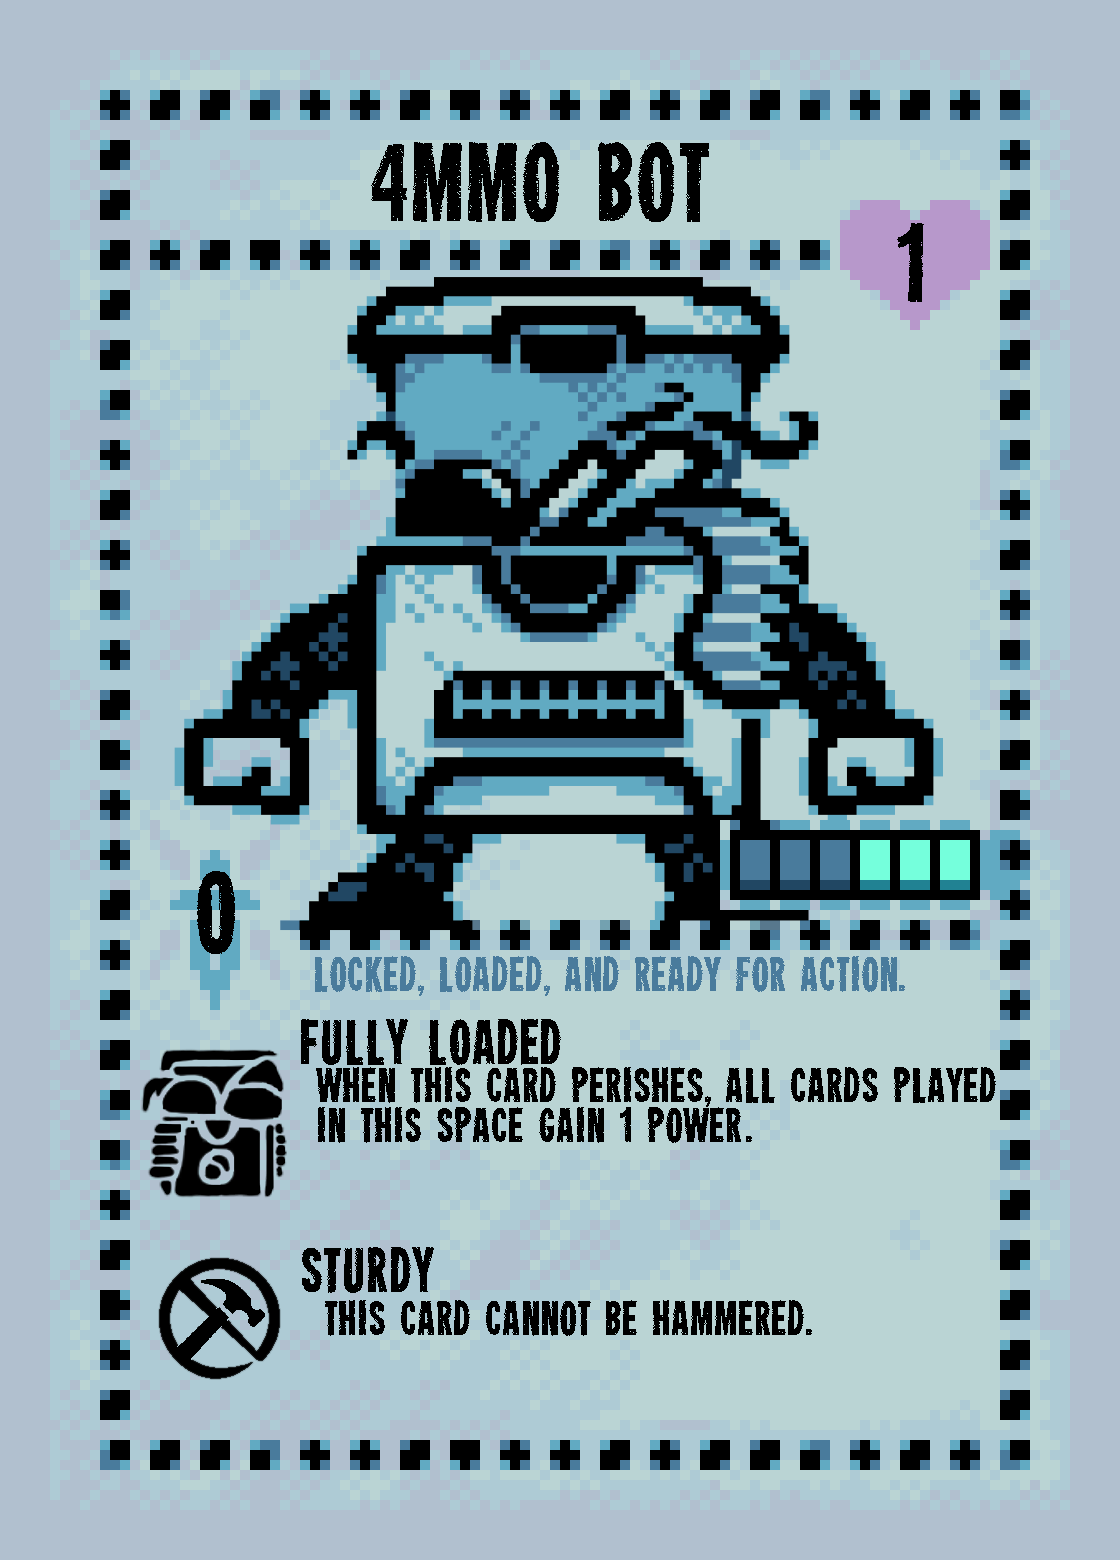 4MMO BOT
1
0
LOCKED, LOADED, AND READY FOR ACTION.
FULLY LOADED
WHEN THIS CARD PERISHES, ALL CARDS PLAYED
IN THIS SPACE GAIN 1 POWER.
STURDY
THIS CARD CANNOT BE HAMMERED.